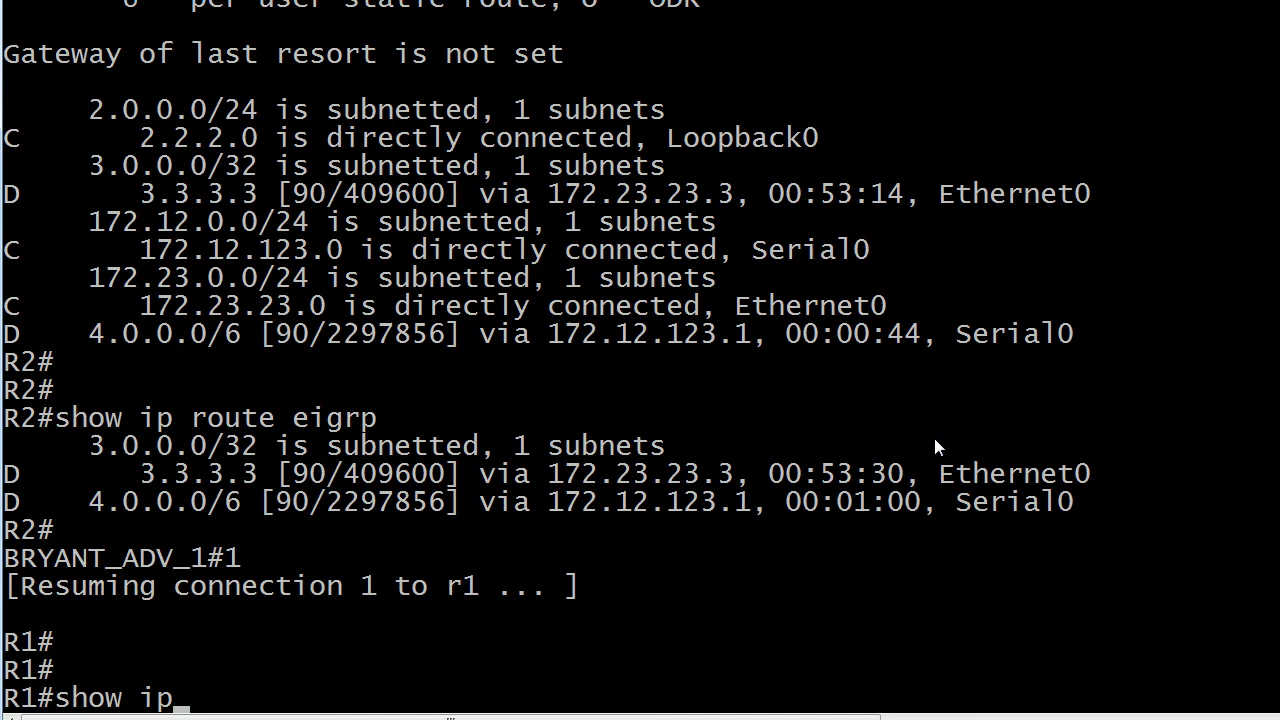 per user static route, o ODR
Gateway of last resort is not set
2.0.0.0/24 is subnetted, 1 subnets
C 2.2.2.0 is directly connected, Loopback0
3.0.0.0/32 is subnetted, 1 subnets
D 3.3.3.3 [90/409600] via 172.23.23.3, 00:53:14, Ethernet0
172.12.0.0/24 is subnetted, 1 subnets
C 172.12.123.0 is directly connected, Serial0
172.23.0.0/24 is subnetted, 1 subnets
C 172.23.23.0 is directly connected, Ethernet0
D 4.0.0.0/6 [90/2297856] via 172.12.123.1, 00:00:44, Serial0
R2#
R2#
R2#show ip route eigrp
3.0.0.0/32 is subnetted, 1 subnets
D 3.3.3.3 [90/409600] via 172.23.23.3, 00:53:30, Ethernet0
D 4.0.0.0/6 [90/2297856] via 172.12.123.1, 00:01:00, Serial0
R2#
BRYANT_ADV_1#1
[Resuming connection 1 to r1 ... ]
R1#
R1#
R1#show ip